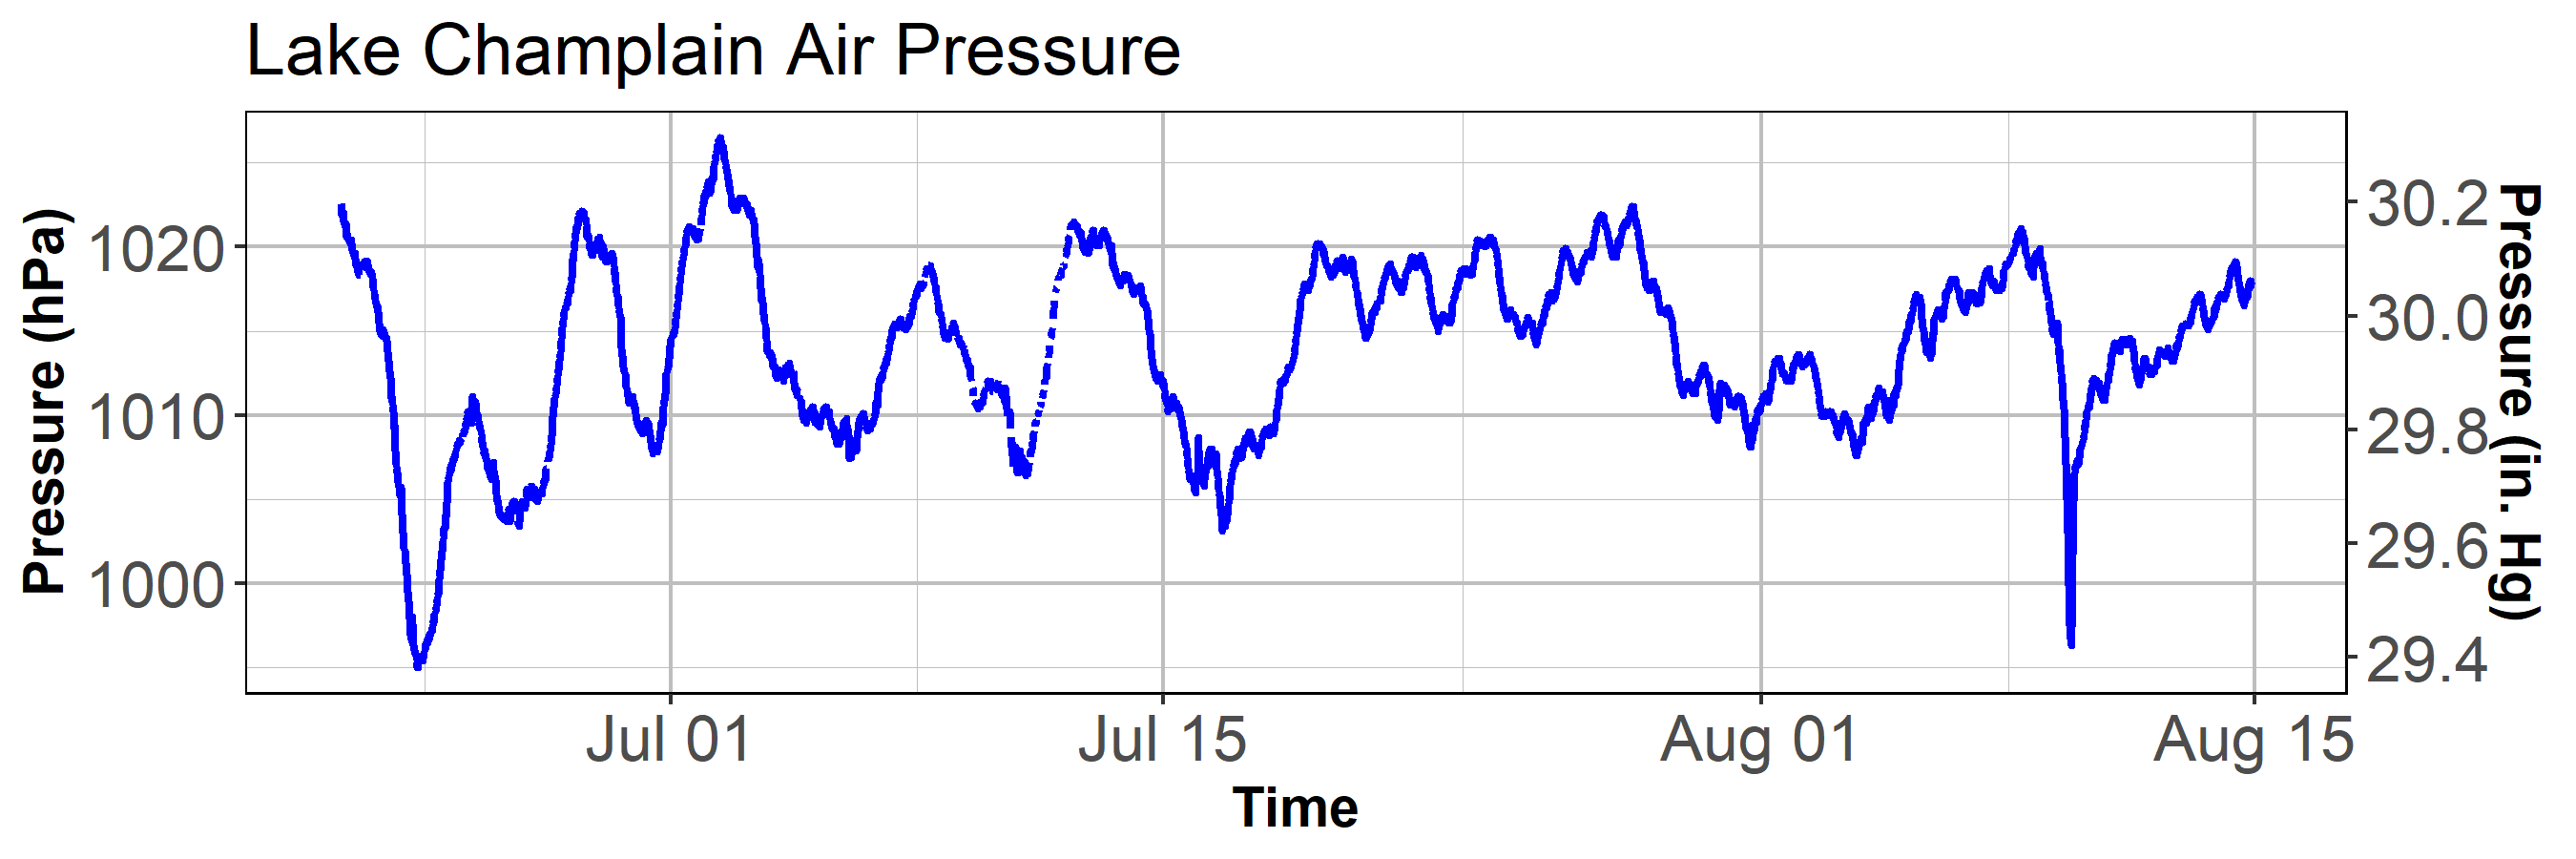 Lake Champlain Air Pressure
Pressure (hPa)
1020
1010
1000
30.2
30.0
29.8
29.6
29.4
Pressure (in. Hg)
Jul 01
Jul 15
Aug 01
Aug 15
Time